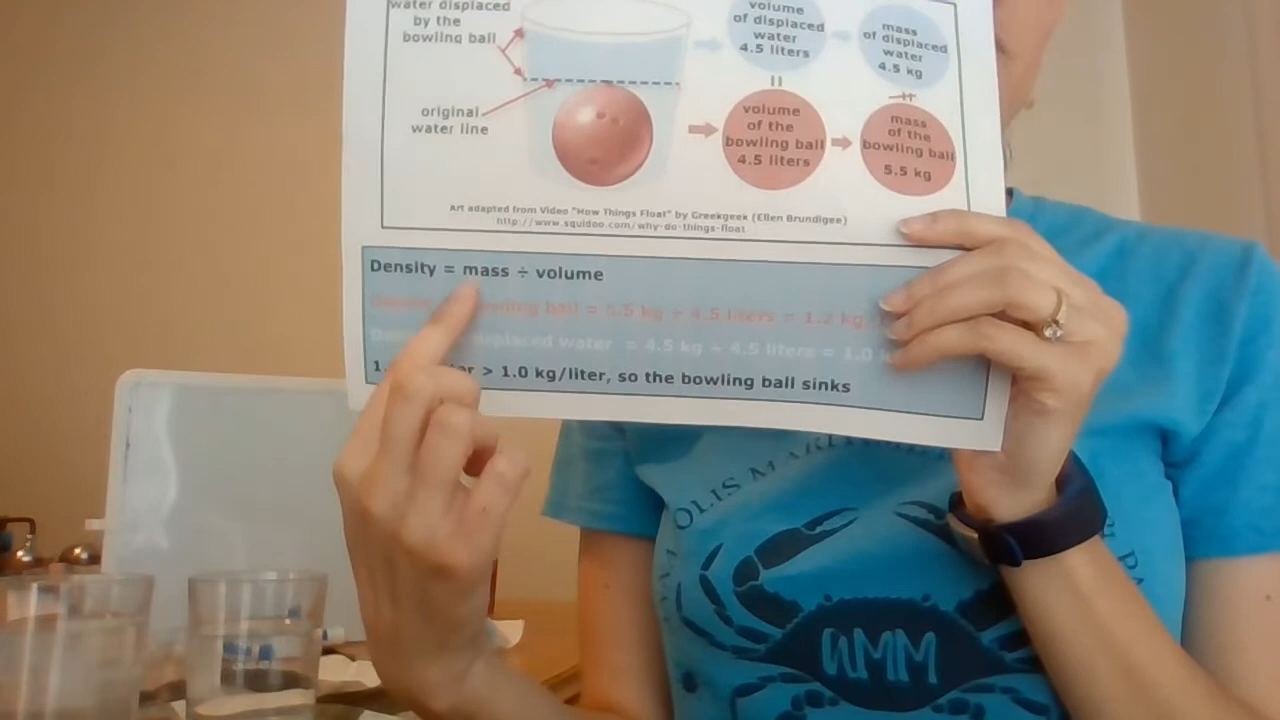 water displaced
by the
bowling ball
original
water line
volume
of displaced
water
4.5 liters
mass
of displaced
water
4.5 kg
volume
of the
bowling ball
4.5 liters
mass
of the
bowling ball
5.5 kg
Art adapted from Video "How Things Float" by Greekgeek (Ellen Brundigee)
http://www.squidoo.com/why-do-things-float
Density = mass ÷ volume
bowling ball = 5.5 kg ÷ 4.5 liters = 1.2 kg
displaced water = 4.5 kg ÷ 4.5 liters = 1.0
> 1.0 kg/liter, so the bowling ball sinks
OLIS
AMM